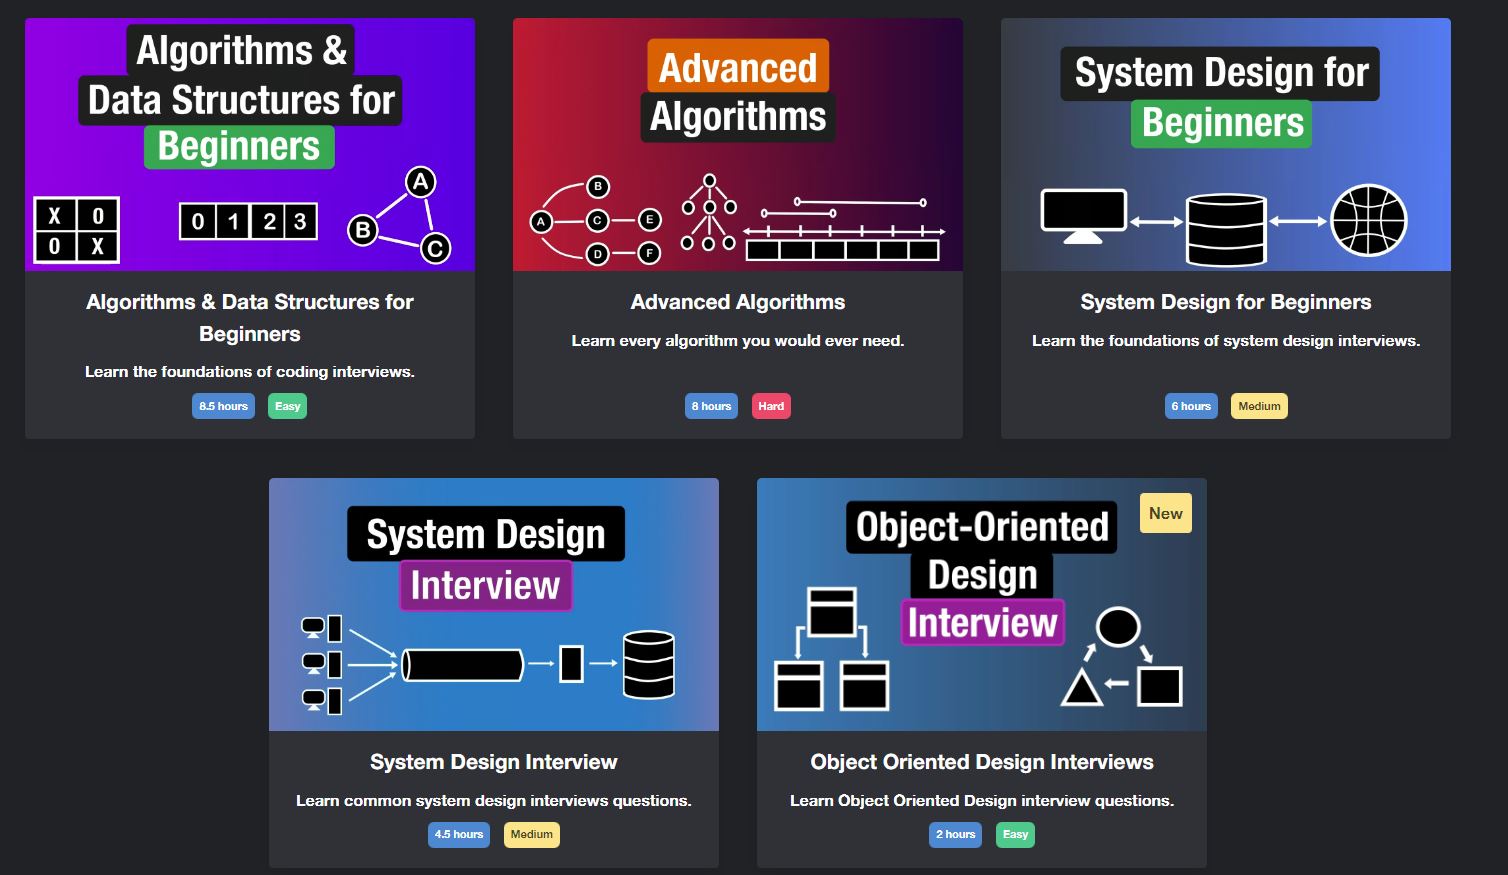 Algorithms &
Data Structures for
Beginners
X O
O X
0 1 2 3
A
B
C
Algorithms & Data Structures for
Beginners
Learn the foundations of coding interviews.
8.5 hours Easy
Advanced
Algorithms
B
A C E
D F
Advanced Algorithms
Learn every algorithm you would ever need.
8 hours Hard
System Design for
Beginners
System Design for Beginners
Learn the foundations of system design interviews.
6 hours Medium
System Design
Interview
System Design Interview
Learn common system design interviews questions.
4.5 hours Medium
New
Object-Oriented
Design
Interview
Object Oriented Design Interviews
Learn Object Oriented Design interview questions.
2 hours Easy